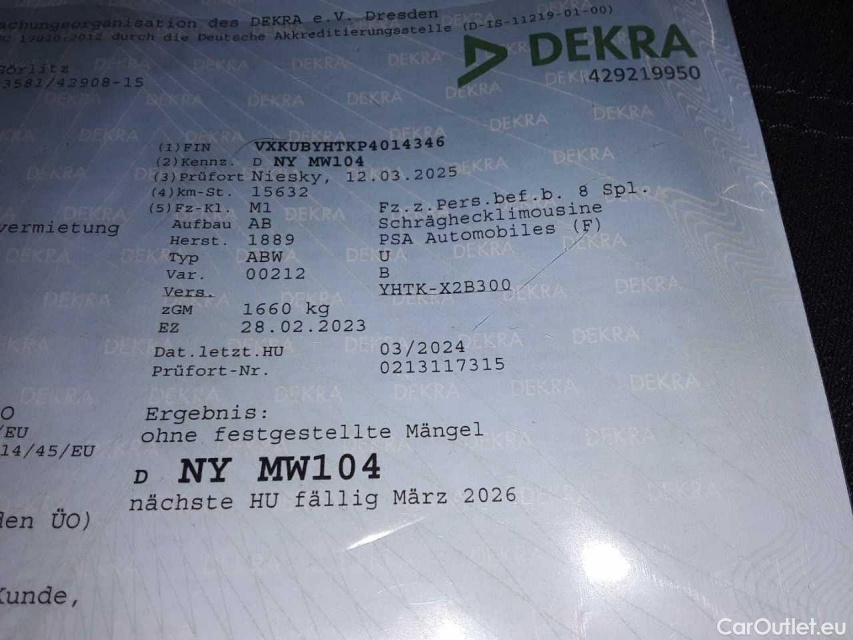 achungsorganisation des DEKRA e.V. Dresden
17020:2012 durch die Deutsche Akkreditierungsstelle (D-IS-11219-01-00)
DEKRA
429219950
Görlitz
3581/42908-15
(1) FIN VXKUBYHTKP4014346
(2) Kennz. D NY MW104
(3) Prüfort Niesky, 12.03.2025
(4) km-St. 15632
(5) Fz-Kl. M1 Fz.z.Pers.bef.b. 8 Spl.
vermietung
Aufbau AB Schräghecklimousine
Herst. 1889 PSA Automobiles (F)
Typ ABW U
Var. 00212 B
Vers. YHTK-X2B300
zGM 1660 kg
EZ 28.02.2023
Dat.letzt.HU 03/2024
Prüfort-Nr. 0213117315
O
/EU
14/45/EU
Ergebnis:
ohne festgestellte Mängel
D NY MW104
nächste HU fällig März 2026
den ÜO)
Kunde,
CarOutlet.eu